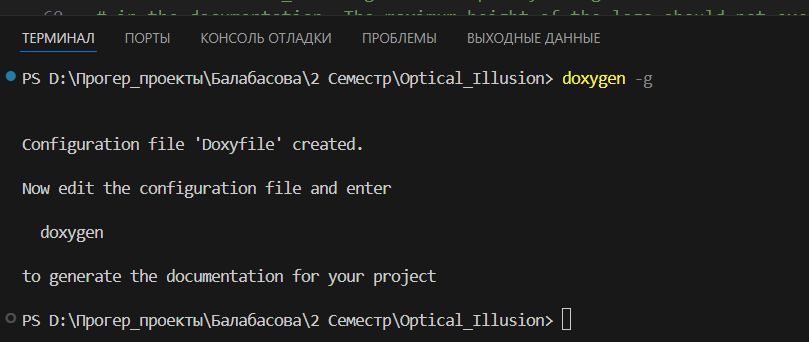 ТЕРМИНАЛ ПОРТЫ КОНСОЛЬ ОТЛАДКИ ПРОБЛЕМЫ ВЫХОДНЫЕ ДАННЫЕ
PS D:\Прогер_проекты\Балабасова\2 Семестр\Optical_Illusion> doxygen -g
Configuration file 'Doxyfile' created.
Now edit the configuration file and enter
doxygen
to generate the documentation for your project
PS D:\Прогер_проекты\Балабасова\2 Семестр\Optical_Illusion>